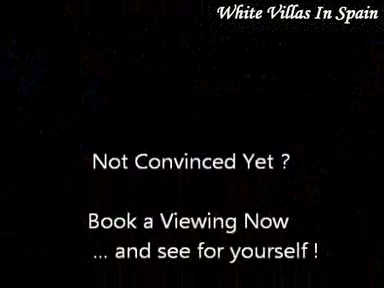 White Villas In Spain
Not Convinced Yet ?
Book a Viewing Now
... and see for yourself !